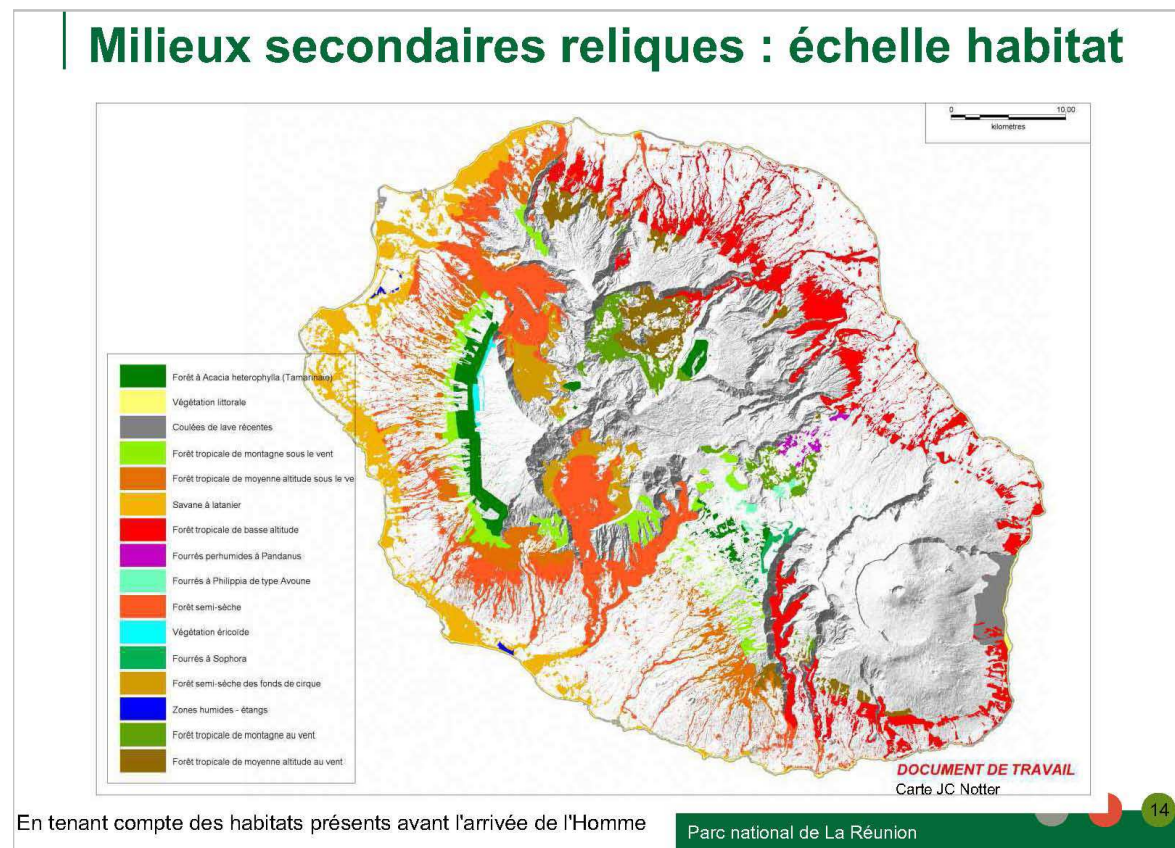 Milieux secondaires reliques : échelle habitat
0 10,00
kilomètres
Forêt à Acacia heterophylla (Tamarinaie)
Végétation littorale
Coulées de lave récentes
Forêt tropicale de montagne sous le vent
Forêt tropicale de moyenne altitude sous le ve
Savane à latanier
Forêt tropicale de basse altitude
Fourrés perhumides à Pandanus
Fourrés à Philippia de type Avoune
Forêt semi-sèche
Végétation éricoïde
Fourrés à Sophora
Forêt semi-sèche des fonds de cirque
Zones humides - étangs
Forêt tropicale de montagne au vent
Forêt tropicale de moyenne altitude au vent
DOCUMENT DE TRAVAIL
Carte JC Notter
En tenant compte des habitats présents avant l'arrivée de l'Homme
Parc national de La Réunion
14